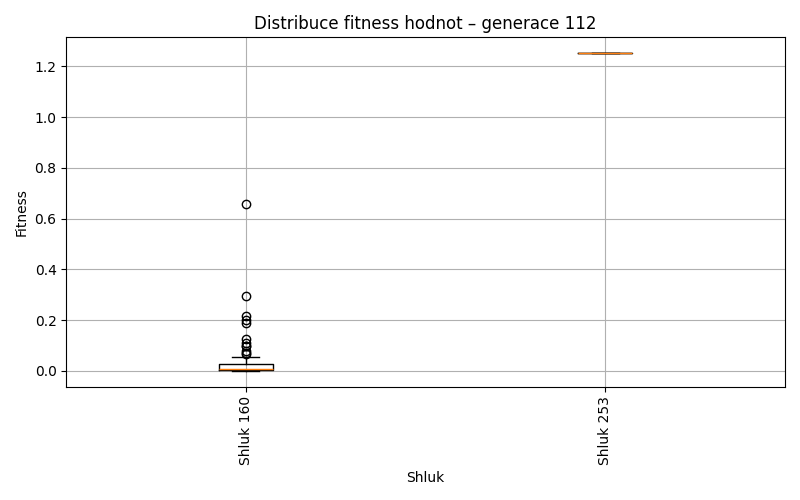 Distribuce fitness hodnot – generace 112
Fitness
1.2
1.0
0.8
0.6
0.4
0.2
0.0
Shluk 160
Shluk 253
Shluk